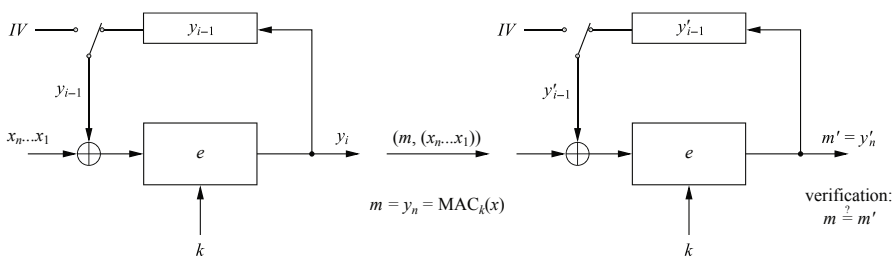 IV
y_{i–1}
y_{i–1}
x_n...x_1
e
y_i
k
(m, (x_n...x_1))
m = y_n = MAC_k(x)
IV
y′_{i–1}
y′_{i–1}
e
m′ = y′_n
k
verification:
m ≟ m′